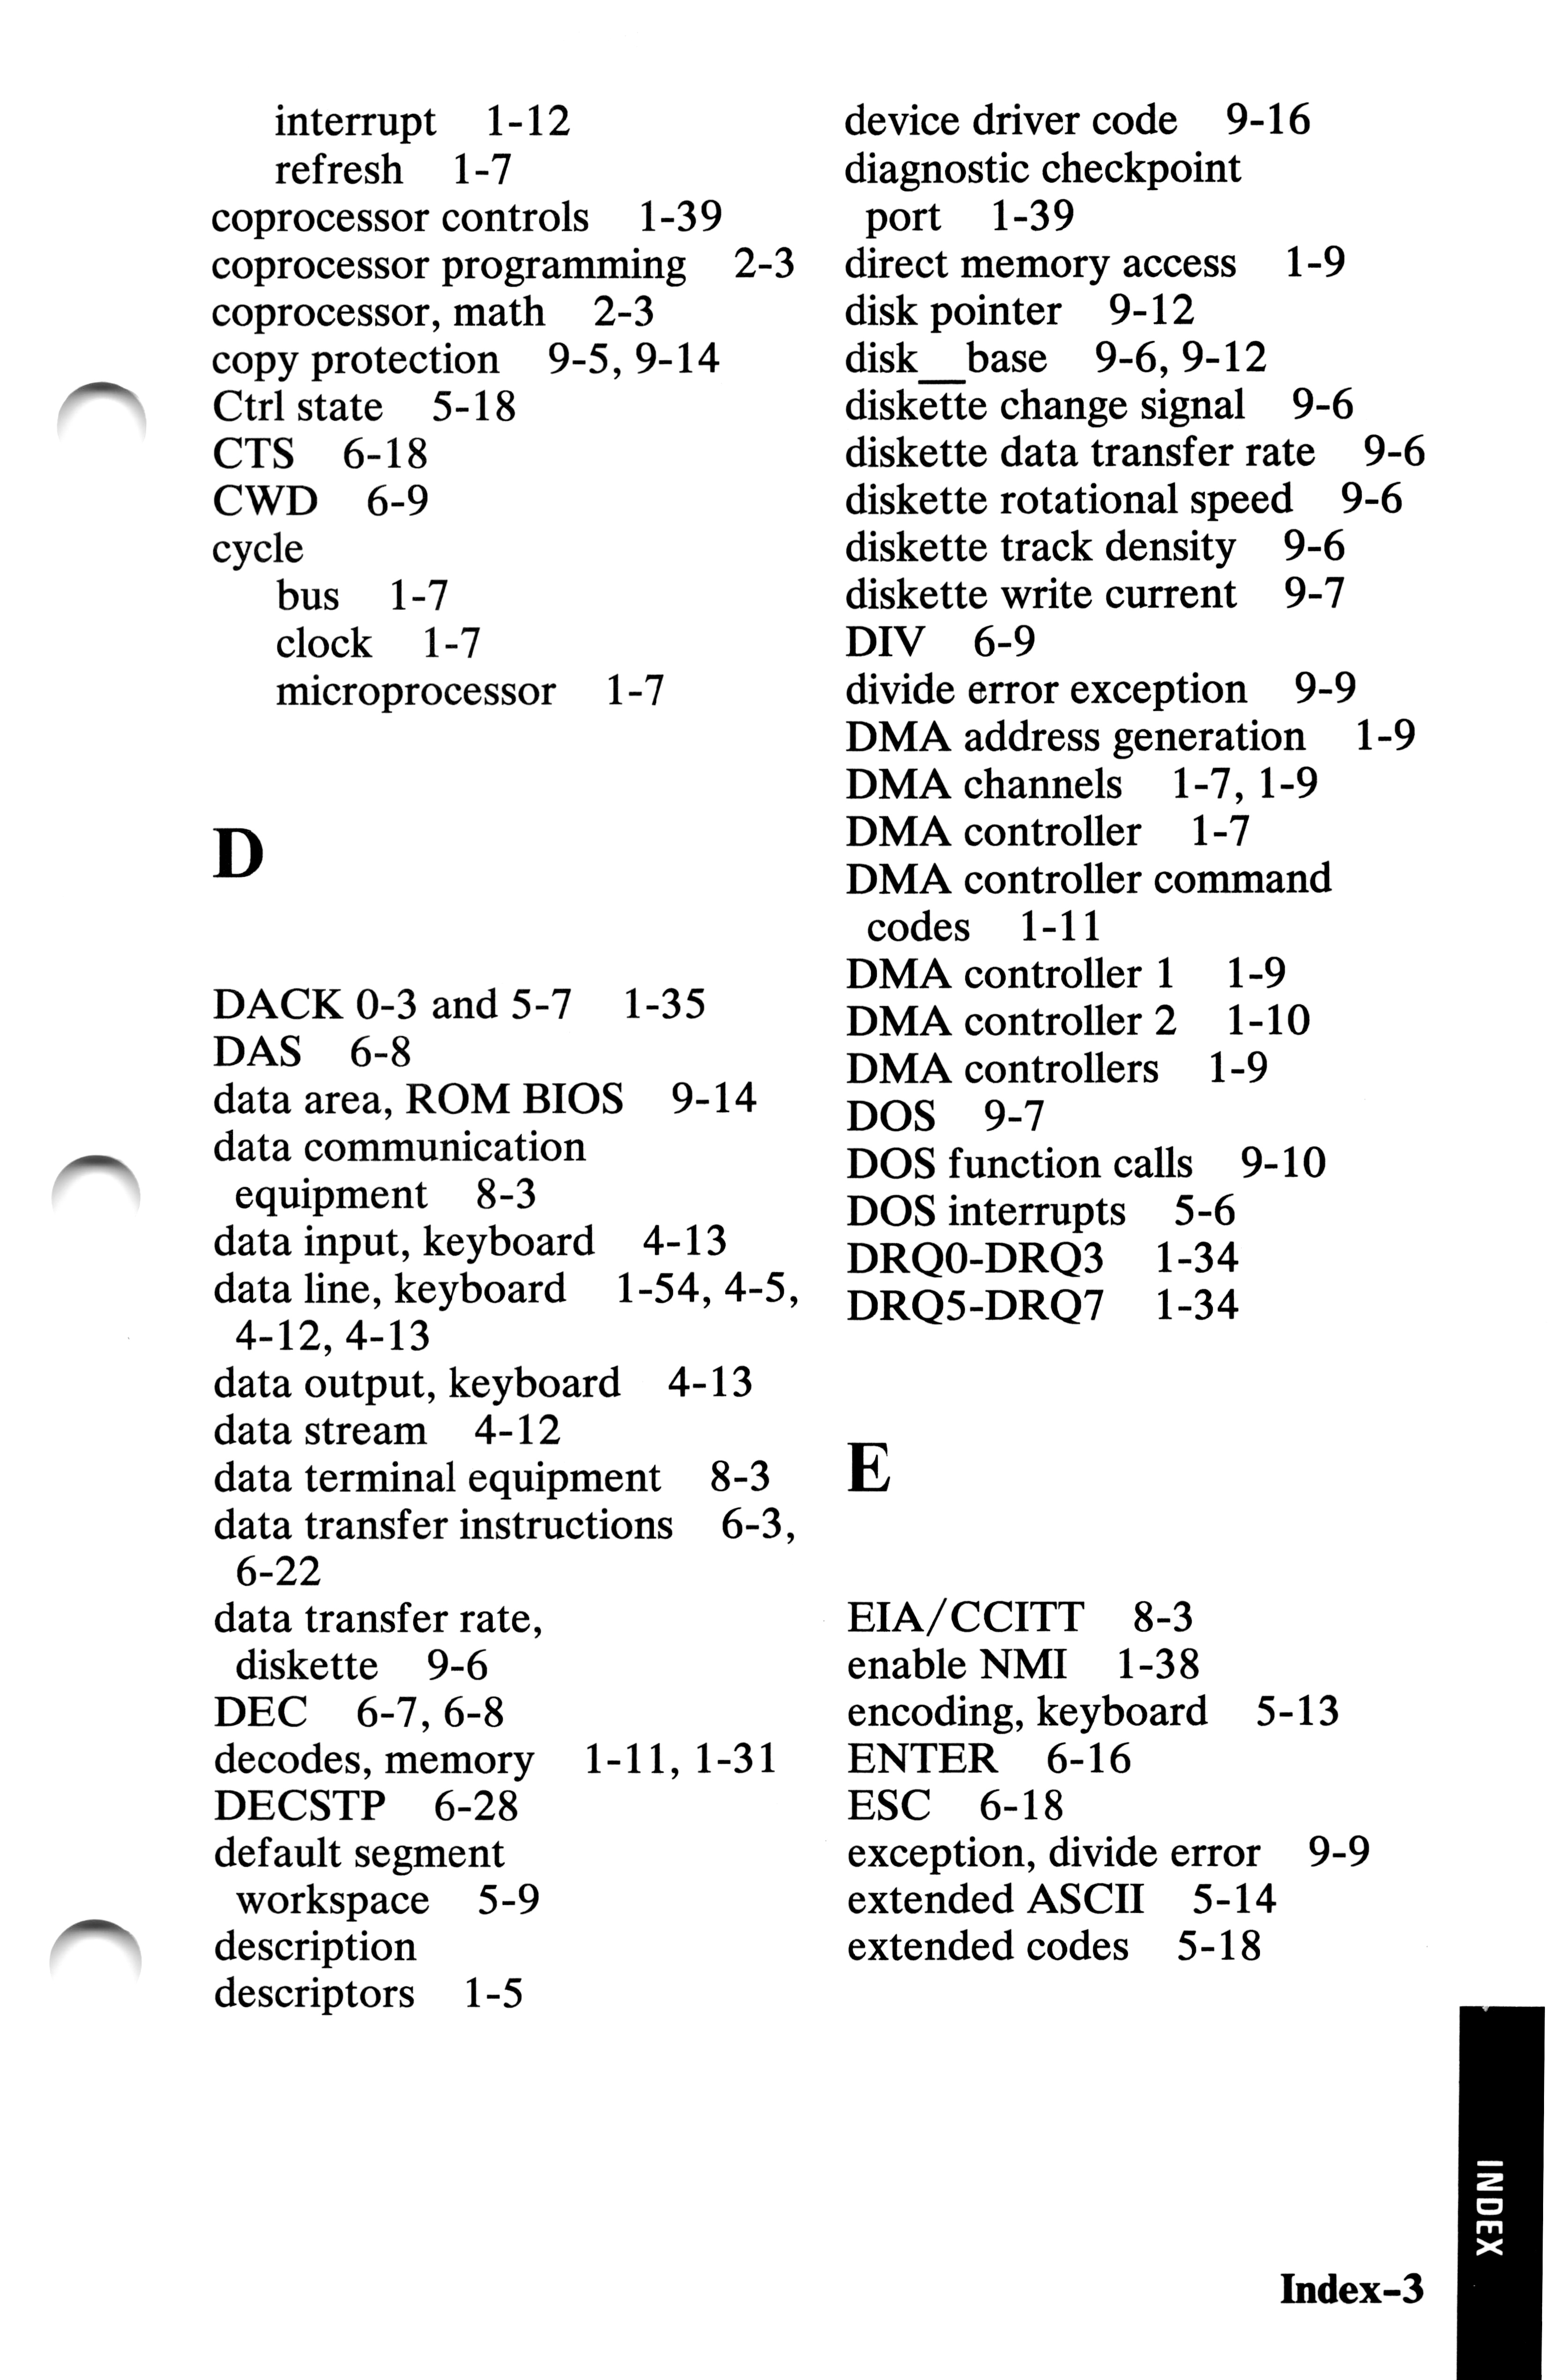 interrupt 1-12
refresh 1-7
coprocessor controls 1-39
coprocessor programming 2-3
coprocessor, math 2-3
copy protection 9-5, 9-14
Ctrl state 5-18
CTS 6-18
CWD 6-9
cycle
bus 1-7
clock 1-7
microprocessor 1-7
D
DACK 0-3 and 5-7 1-35
DAS 6-8
data area, ROM BIOS 9-14
data communication
equipment 8-3
data input, keyboard 4-13
data line, keyboard 1-54, 4-5,
4-12, 4-13
data output, keyboard 4-13
data stream 4-12
data terminal equipment 8-3
data transfer instructions 6-3,
6-22
data transfer rate,
diskette 9-6
DEC 6-7, 6-8
decodes, memory 1-11, 1-31
DECSTP 6-28
default segment
workspace 5-9
description
descriptors 1-5
device driver code 9-16
diagnostic checkpoint
port 1-39
direct memory access 1-9
disk pointer 9-12
disk_base 9-6, 9-12
diskette change signal 9-6
diskette data transfer rate 9-6
diskette rotational speed 9-6
diskette track density 9-6
diskette write current 9-7
DIV 6-9
divide error exception 9-9
DMA address generation 1-9
DMA channels 1-7, 1-9
DMA controller 1-7
DMA controller command
codes 1-11
DMA controller 1 1-9
DMA controller 2 1-10
DMA controllers 1-9
DOS 9-7
DOS function calls 9-10
DOS interrupts 5-6
DRQ0-DRQ3 1-34
DRQ5-DRQ7 1-34
E
EIA/CCITT 8-3
enable NMI 1-38
encoding, keyboard 5-13
ENTER 6-16
ESC 6-18
exception, divide error 9-9
extended ASCII 5-14
extended codes 5-18
INDEX
Index-3